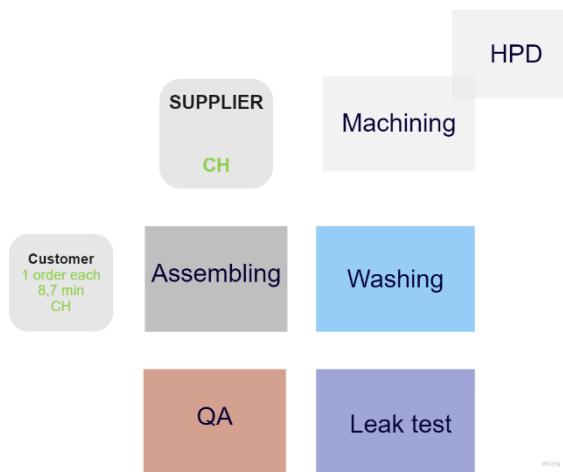 HPD
SUPPLIER
CH
Machining
Customer
1 order each
8,7 min
CH
Assembling
Washing
QA
Leak test
miro